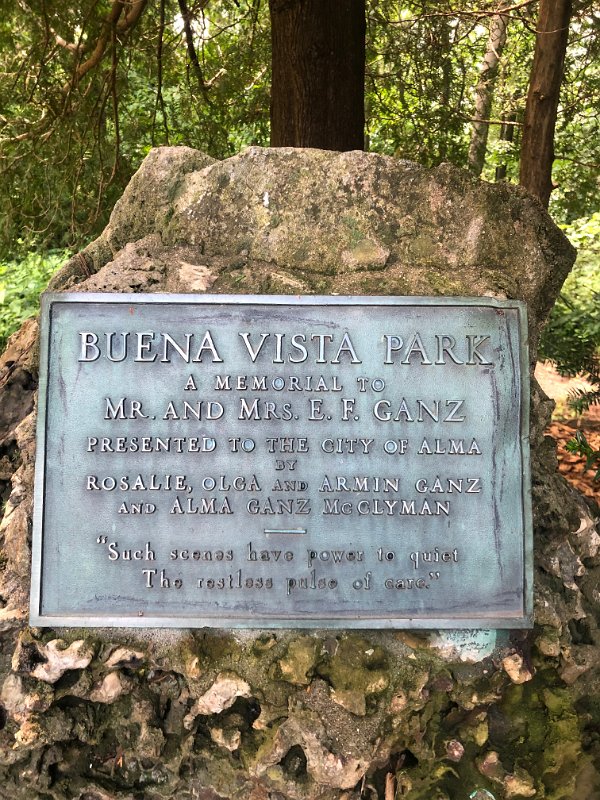 BUENA VISTA PARK
A MEMORIAL TO
MR. AND MRS. E. F. GANZ
PRESENTED TO THE CITY OF ALMA
BY
ROSALIE, OLGA AND ARMIN GANZ
AND ALMA GANZ MCCLYMAN
"Such scenes have power to quiet
The restless pulse of care."